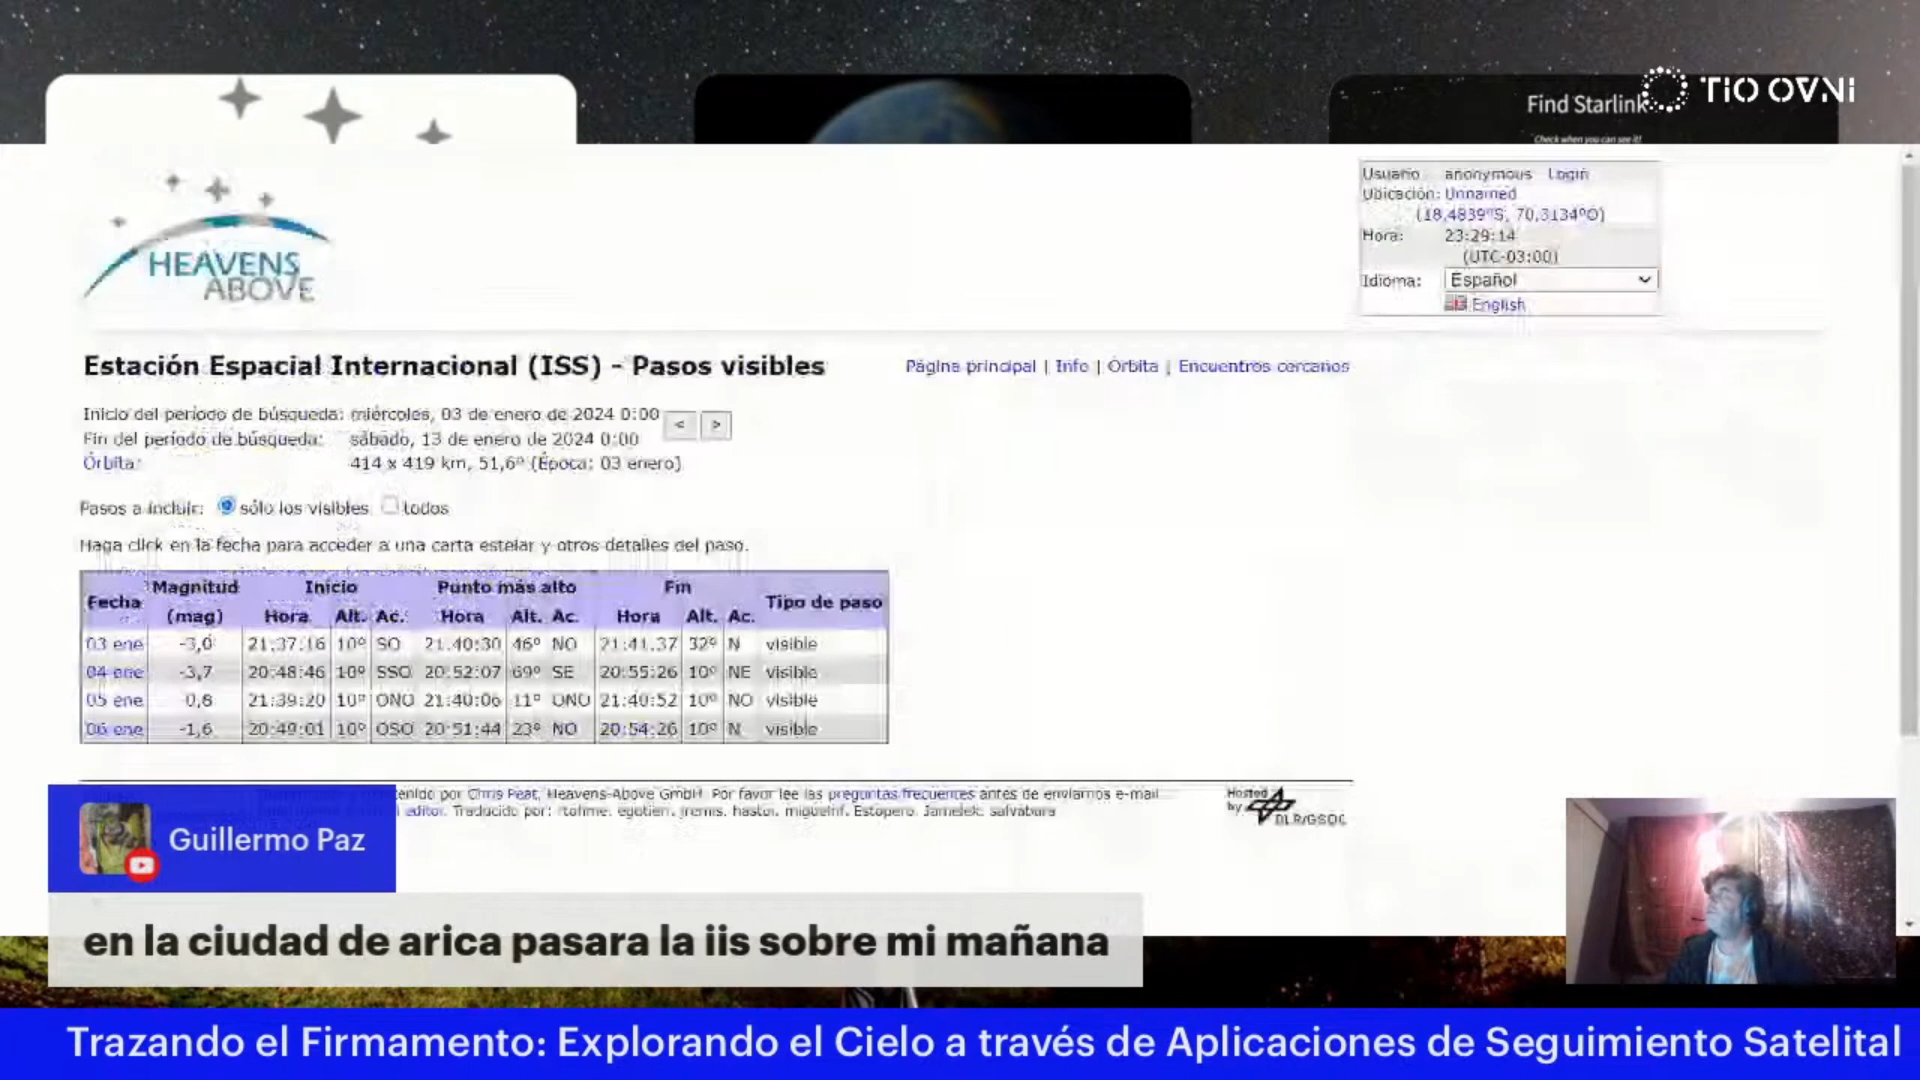 Find Starlink
TIO OVNI
Check when you can see it!
HEAVENS
ABOVE
Usuario anonymous Login
Ubicación: Unnamed
(18,4839°S, 70,3134°O)
Hora: 23:29:14
(UTC-03:00)
Idioma: Español
English
Estación Espacial Internacional (ISS) - Pasos visibles
Página principal | Info | Órbita | Encuentros cercanos
Inicio del periodo de búsqueda: miércoles, 03 de enero de 2024 0:00 < >
Fin del periodo de búsqueda: sábado, 13 de enero de 2024 0:00
Órbita: 414 x 419 km, 51,6° (Época: 03 enero)
Pasos a incluir: sólo los visibles todos
Haga click en la fecha para acceder a una carta estelar y otros detalles del paso.
Fecha Magnitud Inicio Punto más alto Fin Tipo de paso
(mag) Hora Alt. Ac. Hora Alt. Ac. Hora Alt. Ac.
03 ene -3,0 21:37:16 10° SO 21:40:30 46° NO 21:41:37 32° N visible
04 ene -3,7 20:48:46 10° SSO 20:52:07 69° SE 20:55:26 10° NE visible
05 ene 0,8 21:39:20 10° ONO 21:40:06 11° ONO 21:40:52 10° NO visible
06 ene -1,6 20:49:01 10° OSO 20:51:44 23° NO 20:54:26 10° N visible
enido por Chris Peat, Heavens-Above GmbH. Por favor lee las preguntas frecuentes antes de enviarnos e-mail
editor. Traducido por:
Hosted
by
DLR/GSOC
Guillermo Paz
en la ciudad de arica pasara la iis sobre mi mañana
Trazando el Firmamento: Explorando el Cielo a través de Aplicaciones de Seguimiento Satelital